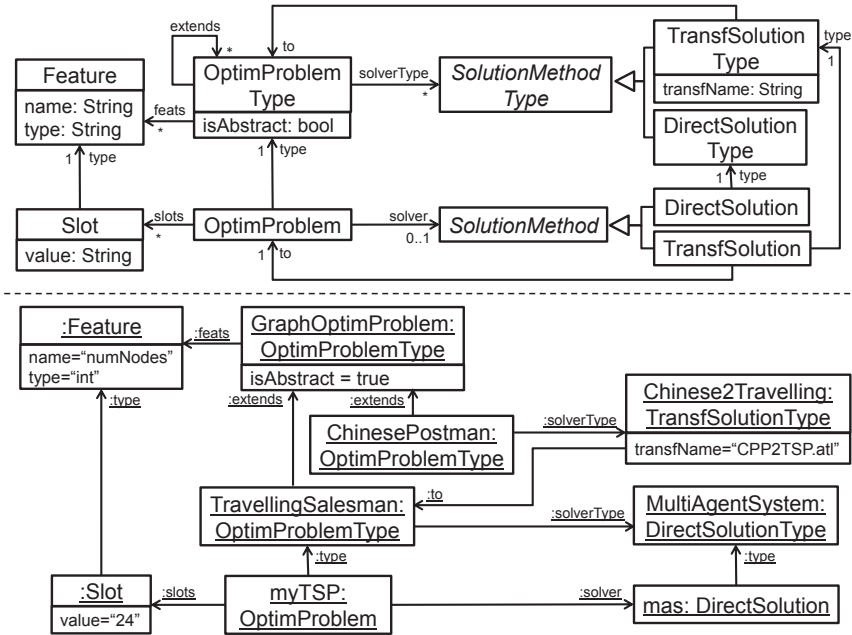 extends
*
to
OptimProblem
Type
isAbstract: bool
solverType
*
SolutionMethod
Type
TransfSolution
Type
transfName: String
type
1
Feature
name: String
type: String
feats
*
DirectSolution
Type
1 type
1 type
1 type
Slot
value: String
slots
*
OptimProblem
solver
0..1
SolutionMethod
DirectSolution
TransfSolution
1 to
:Feature
name=“numNodes”
type=“int”
:feats
GraphOptimProblem:
OptimProblemType
isAbstract = true
:type
:extends
:extends
ChinesePostman:
OptimProblemType
:solverType
Chinese2Travelling:
TransfSolutionType
transfName=“CPP2TSP.atl”
:to
TravellingSalesman:
OptimProblemType
:solverType
MultiAgentSystem:
DirectSolutionType
:type
:type
:Slot
value=“24”
:slots
myTSP:
OptimProblem
:solver
mas: DirectSolution